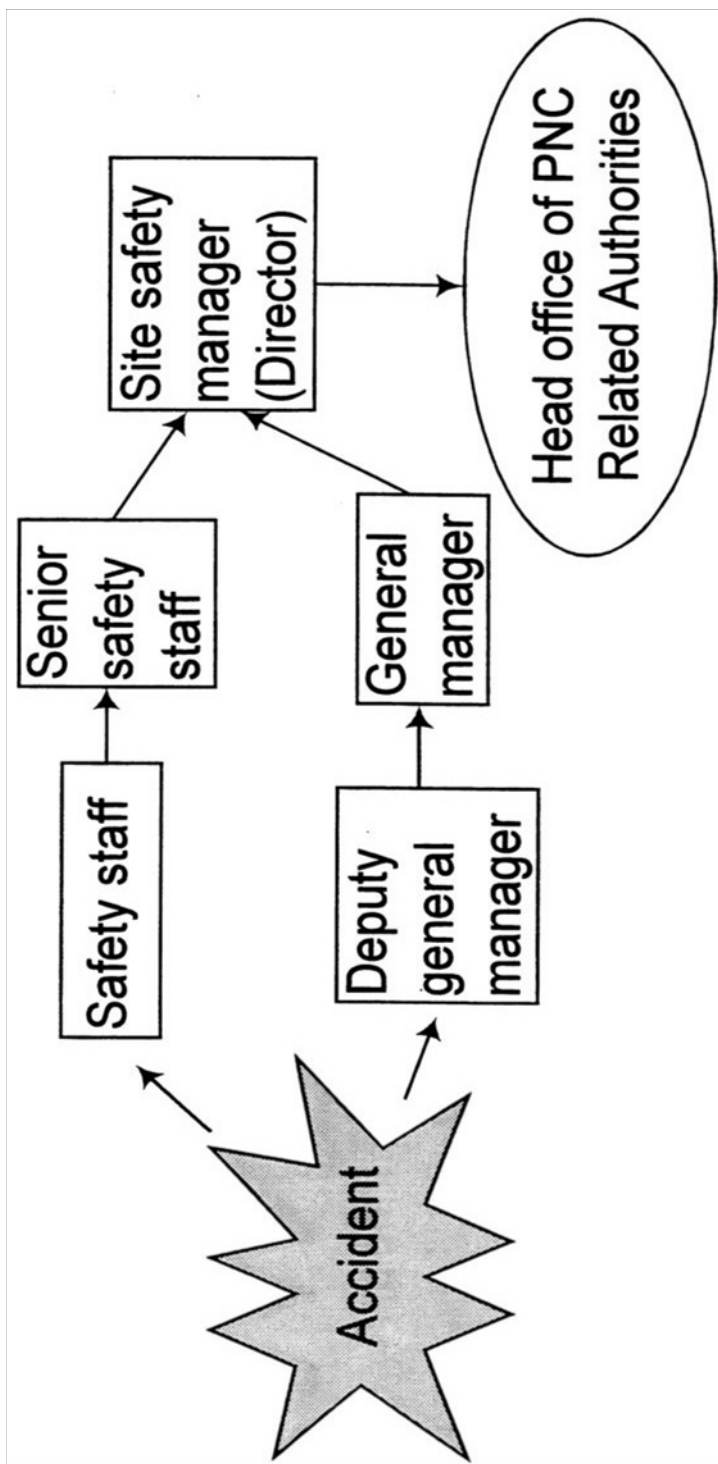 Accident
Safety staff
Senior
safety
staff
Deputy
general
manager
General
manager
Site safety
manager
(Director)
Head office of PNC
Related Authorities